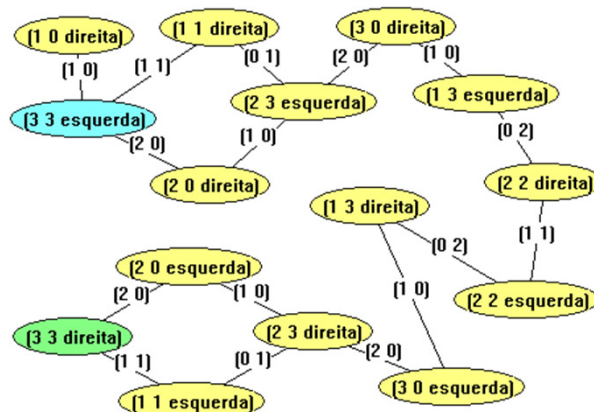 (1 0 direita)
(1 1 direita)
(3 0 direita)
(1 0)
(1 1)
(0 1)
(2 0)
(1 0)
(3 3 esquerda)
(2 3 esquerda)
(1 3 esquerda)
(2 0)
(1 0)
(0 2)
(2 0 direita)
(2 2 direita)
(1 3 direita)
(0 2)
(1 1)
(2 0 esquerda)
(2 0)
(1 0)
(1 0)
(2 2 esquerda)
(3 3 direita)
(2 3 direita)
(1 1)
(0 1)
(2 0)
(3 0 esquerda)
(1 1 esquerda)